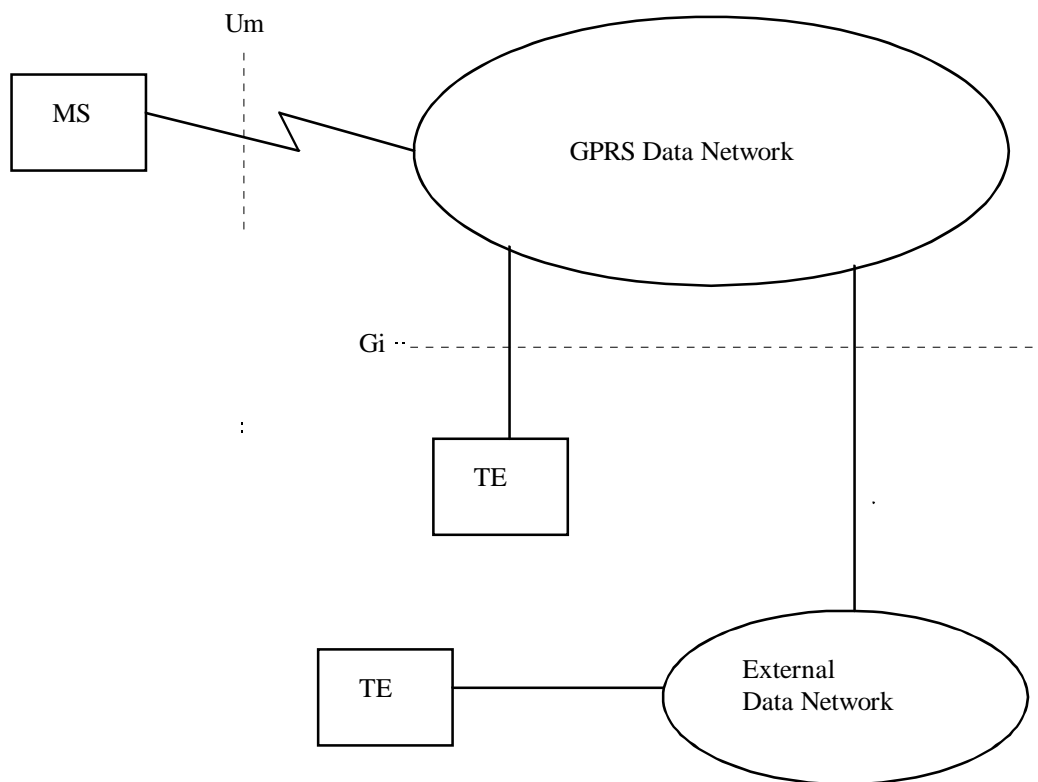 Um
MS
GPRS Data Network
Gi
TE
TE
External
Data Network